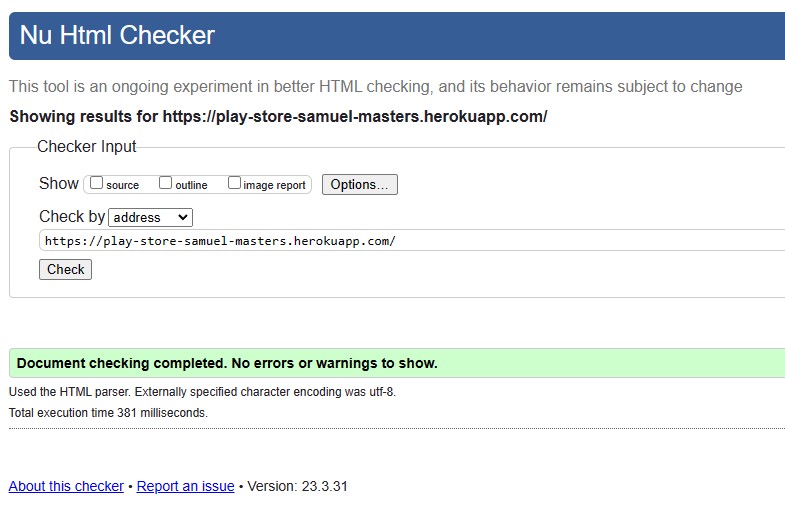 Nu Html Checker
This tool is an ongoing experiment in better HTML checking, and its behavior remains subject to change
Showing results for https://play-store-samuel-masters.herokuapp.com/
Checker Input
Show source outline image report Options...
Check by address
https://play-store-samuel-masters.herokuapp.com/
Check
Document checking completed. No errors or warnings to show.
Used the HTML parser. Externally specified character encoding was utf-8.
Total execution time 381 milliseconds.
About this checker • Report an issue • Version: 23.3.31